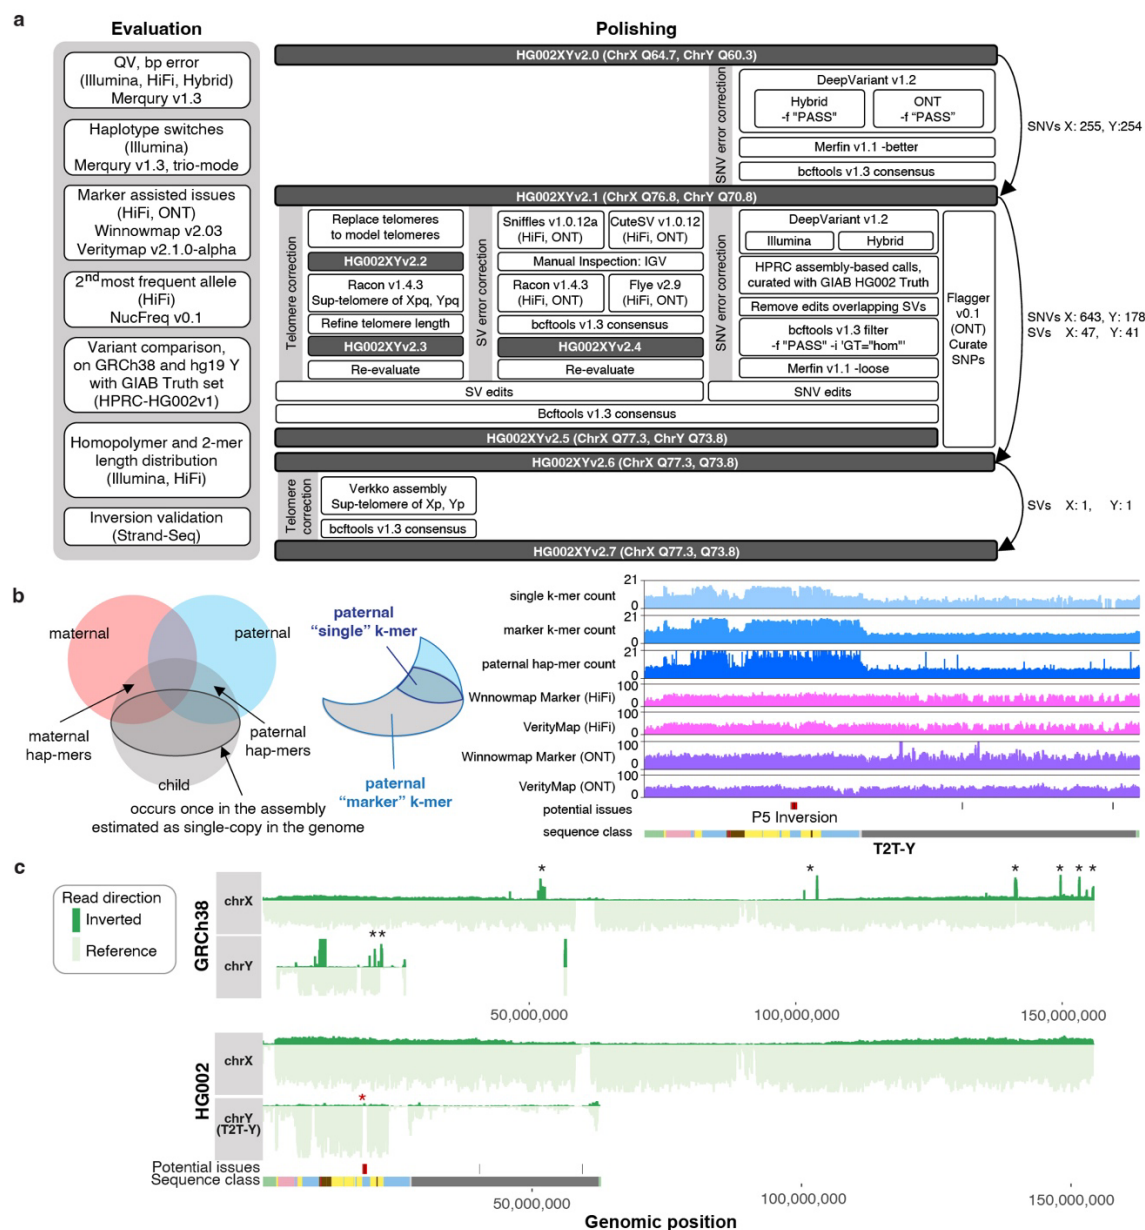 a
Evaluation
Polishing
QV, bp error
(Illumina, HiFi, Hybrid)
Merqury v1.3
Haplotype switches
(Illumina)
Merqury v1.3, trio-mode
Marker assisted issues
(HiFi, ONT)
Winnowmap v2.03
Veritymap v2.1.0-alpha
2nd most frequent allele
(HiFi)
NucFreq v0.1
Variant comparison,
on GRCh38 and hg19 Y
with GIAB Truth set
(HPRC-HG002v1)
Homopolymer and 2-mer
length distribution
(Illumina, HiFi)
Inversion validation
(Strand-Seq)
HG002XYv2.0 (ChrX Q64.7, ChrY Q60.3)
SNV error correction
DeepVariant v1.2
Hybrid
-f "PASS"
ONT
-f "PASS"
Merfin v1.1 -better
bcftools v1.3 consensus
SNVs X: 255, Y:254
HG002XYv2.1 (ChrX Q76.8, ChrY Q70.8)
Telomere correction
Replace telomeres
to model telomeres
HG002XYv2.2
Racon v1.4.3
Sup-telomere of Xpq, Ypq
Refine telomere length
HG002XYv2.3
Re-evaluate
SV error correction
Sniffles v1.0.12a
(HiFi, ONT)
CuteSV v1.0.12
(HiFi, ONT)
Manual Inspection: IGV
Racon v1.4.3
(HiFi, ONT)
Flye v2.9
(HiFi, ONT)
bcftools v1.3 consensus
HG002XYv2.4
Re-evaluate
SNV error correction
DeepVariant v1.2
Illumina
Hybrid
HPRC assembly-based calls,
curated with GIAB HG002 Truth
Remove edits overlapping SVs
bcftools v1.3 filter
-f "PASS" -i 'GT="hom"'
Merfin v1.1 -loose
Flagger
v0.1
(ONT)
Curate
SNPs
SNVs X: 643, Y: 178
SVs X: 47, Y: 41
SV edits
SNV edits
Bcftools v1.3 consensus
HG002XYv2.5 (ChrX Q77.3, ChrY Q73.8)
HG002XYv2.6 (ChrX Q77.3, Q73.8)
Telomere
correction
Verkko assembly
Sup-telomere of Xp, Yp
bcftools v1.3 consensus
SVs X: 1, Y: 1
HG002XYv2.7 (ChrX Q77.3, Q73.8)
b
maternal
paternal
maternal
hap-mers
paternal
hap-mers
child
occurs once in the assembly
estimated as single-copy in the genome
paternal
"single" k-mer
paternal
"marker" k-mer
single k-mer count
21
0
marker k-mer count
21
0
paternal hap-mer count
21
0
Wnnowmap Marker (HiFi)
100
0
VerityMap (HiFi)
100
0
Winnowmap Marker (ONT)
100
0
VerityMap (ONT)
100
0
potential issues
P5 Inversion
sequence class
T2T-Y
c
Read direction
Inverted
Reference
GRCh38
chrX
* * * * * *
chrY
* *
50,000,000
100,000,000
150,000,000
HG002
chrX
chrY
(T2T-Y)
*
Potential issues
Sequence class
50,000,000
100,000,000
150,000,000
Genomic position